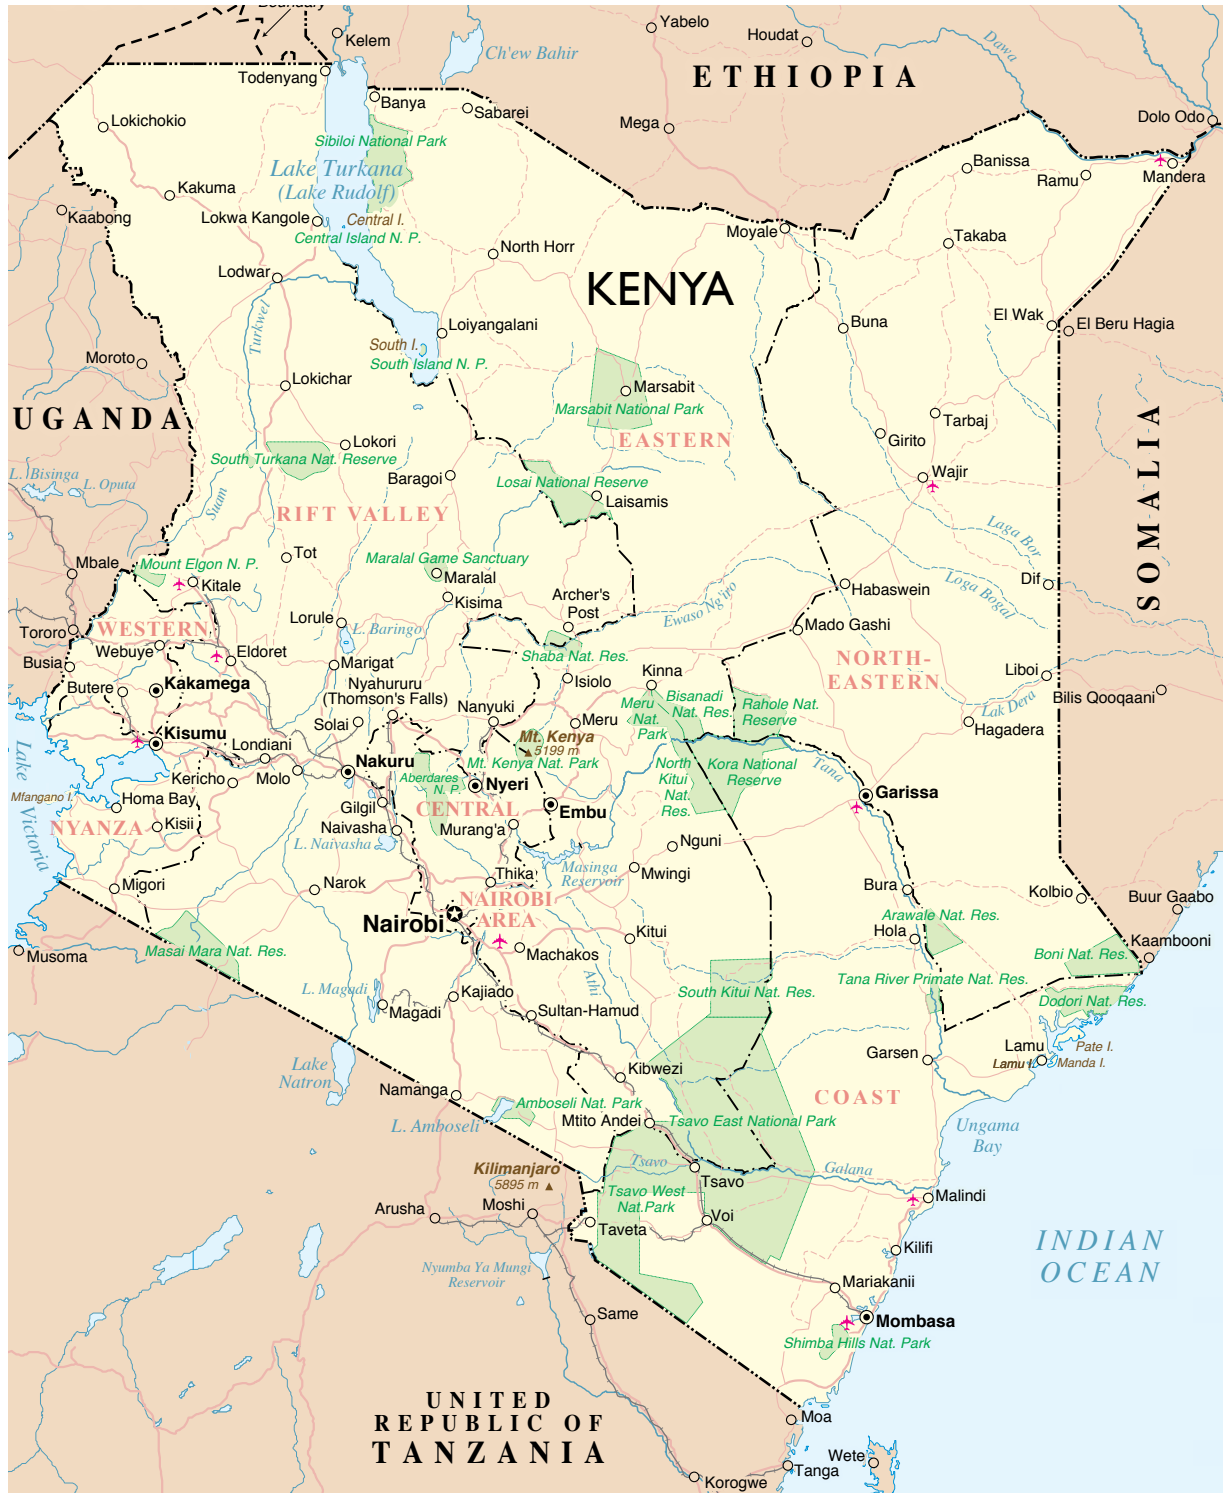 Boundary
Kelem
Yabelo
Houdat
Dawa
Ch'ew Bahir
ETHIOPIA
Todenyang
Banya
Sabarei
Mega
Dolo Odo
Lokichokio
Sibiloi National Park
Banissa
Ramu
Mandera
Lake Turkana
(Lake Rudolf)
Kakuma
Kaabong
Lokwa Kangole
Central I.
Central Island N. P.
Moyale
Takaba
North Horr
Lodwar
KENYA
Turkwel
Loiyangalani
Buna
El Wak
El Beru Hagia
South I.
South Island N. P.
Moroto
Lokichar
Marsabit
Marsabit National Park
UGANDA
SOMALIA
Tarbaj
Girito
EASTERN
Lokori
South Turkana Nat. Reserve
L. Bisinga
L. Oputa
Baragoi
Losai National Reserve
Laisamis
Wajir
Suam
RIFT VALLEY
Laga Bor
Tot
Maralal Game Sanctuary
Mbale
Mount Elgon N. P.
Kitale
Maralal
Kisima
Archer's
Post
Ewaso Ng'iro
Habaswein
Loga Bogal
Dif
Lorule
L. Baringo
Mado Gashi
Tororo
WESTERN
Webuye
Eldoret
Busia
Marigat
Shaba Nat. Res.
NORTH-
EASTERN
Liboi
Bilis Qooqaani
Butere
Kakamega
Nyahururu
(Thomson's Falls)
Isiolo
Kinna
Meru
Nat.
Park
Bisanadi
Nat. Res.
Rahole Nat.
Reserve
Lak Dera
Hagadera
Solai
Nanyuki
Meru
Kisumu
Londiani
Mt. Kenya
5199 m
Mt. Kenya Nat. Park
Lake
Victoria
Kericho
Molo
Nakuru
Aberdares
N. P.
Nyeri
North
Kitui
Nat.
Res.
Kora National
Reserve
Tana
Garissa
Mfangano I.
Homa Bay
Gilgil
CENTRAL
Embu
NYANZA
Kisii
Naivasha
L. Naivasha
Murang'a
Nguni
Masinga
Reservoir
Mwingi
Migori
Narok
Thika
Bura
Kolbio
Buur Gaabo
NAIROBI
AREA
Nairobi
Arawale Nat. Res.
Hola
Kitui
Kaambooni
Musoma
Masai Mara Nat. Res.
Machakos
Boni Nat. Res.
Tana River Primate Nat. Res.
L. Magadi
Magadi
Kajiado
Athi
South Kitui Nat. Res.
Dodori Nat. Res.
Sultan-Hamud
Lamu
Pate I.
Lamu I.
Manda I.
Garsen
Lake
Natron
Kibwezi
Namanga
COAST
Amboseli Nat. Park
L. Amboseli
Mtito Andei
Tsavo East National Park
Ungama
Bay
Kilimanjaro
5895 m
Tsavo
Galana
Tsavo
Tsavo West
Nat.Park
Malindi
Arusha
Moshi
Taveta
Voi
Kilifi
INDIAN
OCEAN
Nyumba Ya Mungi
Reservoir
Mariakanii
Same
Mombasa
Shimba Hills Nat. Park
UNITED
REPUBLIC OF
TANZANIA
Moa
Wete
Tanga
Korogwe